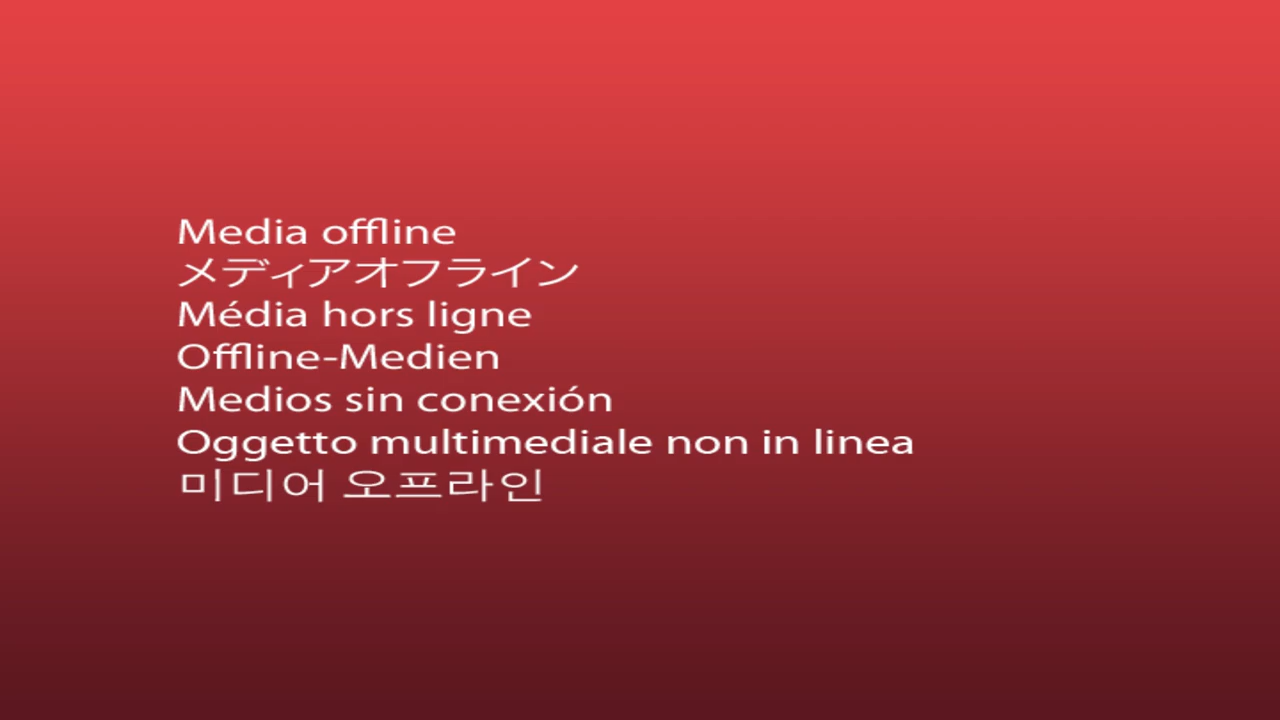 Media offline
メディアオフライン
Média hors ligne
Offline-Medien
Medios sin conexión
Oggetto multimediale non in linea
미디어 오프라인